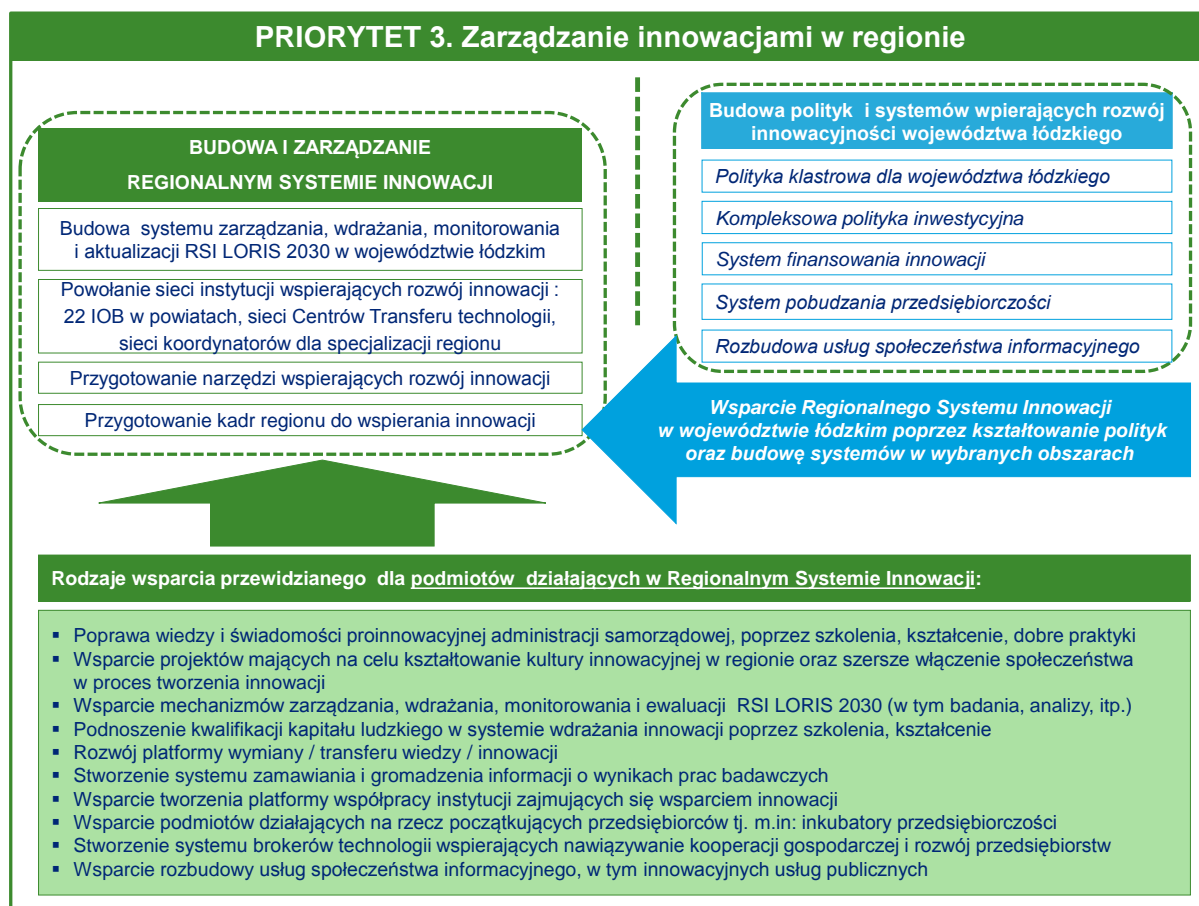 PRIORYTET 3. Zarządzanie innowacjami w regionie
BUDOWA I ZARZĄDZANIE
REGIONALNYM SYSTEMIE INNOWACJI
Budowa systemu zarządzania, wdrażania, monitorowania
i aktualizacji RSI LORIS 2030 w województwie łódzkim
Powołanie sieci instytucji wspierających rozwój innowacji :
22 IOB w powiatach, sieci Centrów Transferu technologii,
sieci koordynatorów dla specjalizacji regionu
Przygotowanie narzędzi wspierających rozwój innowacji
Przygotowanie kadr regionu do wspierania innowacji
Budowa polityk i systemów wpierających rozwój
innowacyjności województwa łódzkiego
Polityka klastrowa dla województwa łódzkiego
Kompleksowa polityka inwestycyjna
System finansowania innowacji
System pobudzania przedsiębiorczości
Rozbudowa usług społeczeństwa informacyjnego
Wsparcie Regionalnego Systemu Innowacji
w województwie łódzkim poprzez kształtowanie polityk
oraz budowę systemów w wybranych obszarach
Rodzaje wsparcia przewidzianego dla podmiotów działających w Regionalnym Systemie Innowacji:
▪ Poprawa wiedzy i świadomości proinnowacyjnej administracji samorządowej, poprzez szkolenia, kształcenie, dobre praktyki
▪ Wsparcie projektów mających na celu kształtowanie kultury innowacyjnej w regionie oraz szersze włączenie społeczeństwa
w proces tworzenia innowacji
▪ Wsparcie mechanizmów zarządzania, wdrażania, monitorowania i ewaluacji RSI LORIS 2030 (w tym badania, analizy, itp.)
▪ Podnoszenie kwalifikacji kapitału ludzkiego w systemie wdrażania innowacji poprzez szkolenia, kształcenie
▪ Rozwój platformy wymiany / transferu wiedzy / innowacji
▪ Stworzenie systemu zamawiania i gromadzenia informacji o wynikach prac badawczych
▪ Wsparcie tworzenia platformy współpracy instytucji zajmujących się wsparciem innowacji
▪ Wsparcie podmiotów działających na rzecz początkujących przedsiębiorców tj. m.in: inkubatory przedsiębiorczości
▪ Stworzenie systemu brokerów technologii wspierających nawiązywanie kooperacji gospodarczej i rozwój przedsiębiorstw
▪ Wsparcie rozbudowy usług społeczeństwa informacyjnego, w tym innowacyjnych usług publicznych